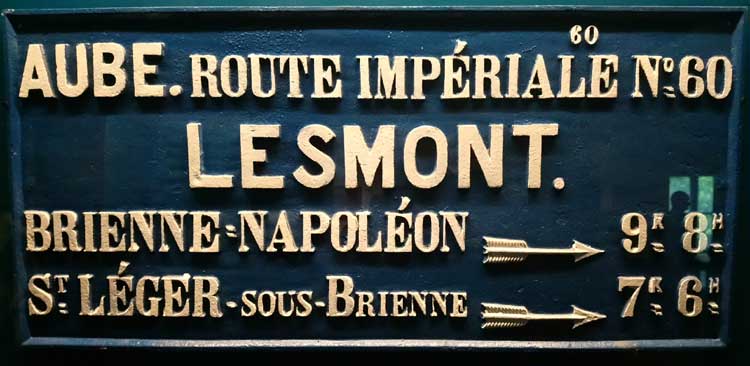 60
AUBE. ROUTE IMPÉRIALE No. 60
LESMONT.
BRIENNE=NAPOLÉON 9K 8H
ST LÉGER-SOUS-BRIENNE 7K 6H